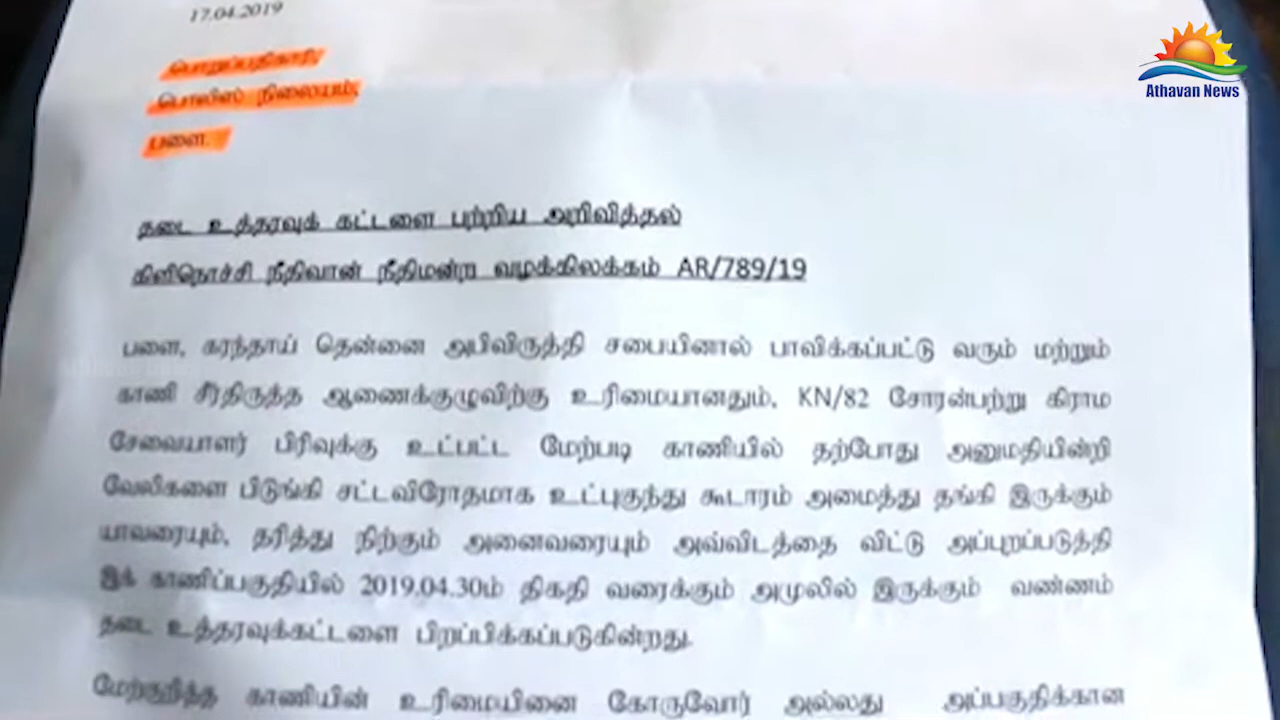 17.04.2019
Athavan News
பொறுப்பதிகாரி,
பொலிஸ் நிலையம்,
பளை.
தடை உத்தரவுக் கட்டளை பற்றிய அறிவித்தல்
கிளிநொச்சி நீதிவான் நீதிமன்ற வழக்கிலக்கம் AR/789/19
பளை, கரந்தாய் தென்னை அபிவிருத்தி சபையினால் பாவிக்கப்பட்டு வரும் மற்றும்
காணி சீர்திருத்த ஆணைக்குழுவிற்கு உரிமையானதும், KN/82 சோரன்பற்று கிராம
சேவையாளர் பிரிவுக்கு உட்பட்ட மேற்படி காணியில் தற்போது அனுமதியின்றி
வேலிகளை பிடுங்கி சட்டவிரோதமாக உட்புகுந்து கூடாரம் அமைத்து தங்கி இருக்கும்
யாவரையும், தரித்து நிற்கும் அனைவரையும் அவ்விடத்தை விட்டு அப்புறப்படுத்தி
இக் காணிப்பகுதியில் 2019.04.30ம் திகதி வரைக்கும் அமுலில் இருக்கும் வண்ணம்
தடை உத்தரவுக்கட்டளை பிறப்பிக்கப்படுகின்றது.
மேற்குறித்த காணியின் உரிமையினை கோருவோர் அல்லது அப்பகுதிக்கான